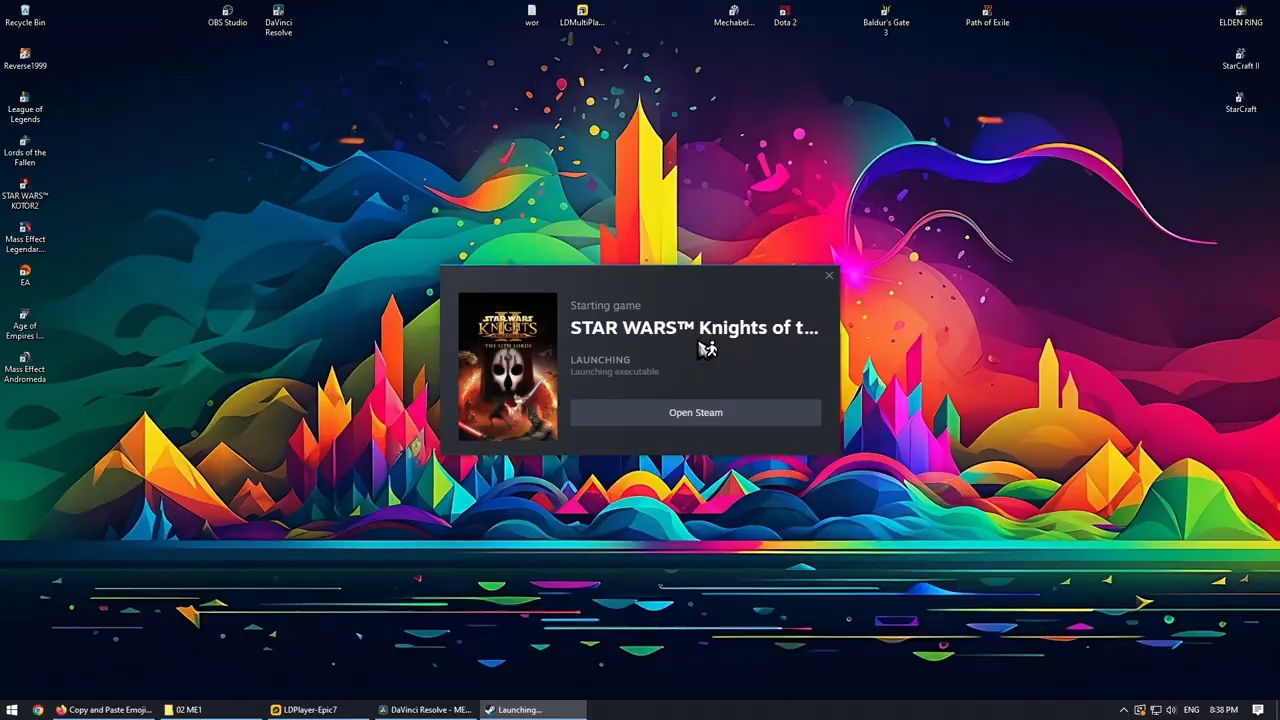 Recycle Bin
OBS Studio
DaVinci
Resolve
wor
LDMultiPla...
Mechabel...
Dota 2
Baldur's Gate
3
Path of Exile
ELDEN RING
Reverse1999
StarCraft II
League of
Legends
StarCraft
Lords of the
Fallen
STAR WARS™
KOTOR2
Mass Effect
Legendar...
EA
Age of
Empires I...
Mass Effect
Andromeda
STAR WARS
KNIGHTS
II
THE SITH LORDS
Starting game
STAR WARS™ Knights of t...
LAUNCHING
Launching executable
Open Steam
Copy and Paste Emoji...
02 ME1
LDPlayer-Epic7
DaVinci Resolve - ME...
Launching...
ENG
8:38 PM